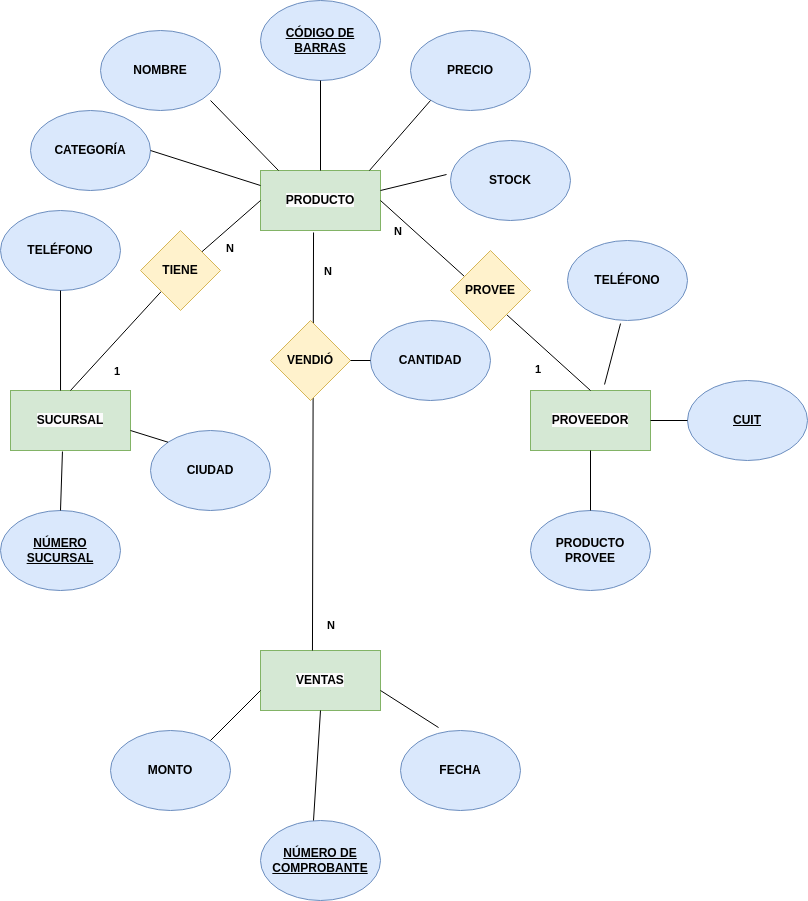 CÓDIGO DE
BARRAS
NOMBRE
PRECIO
CATEGORÍA
STOCK
PRODUCTO
N
N
TELÉFONO
TIENE
N
PROVEE
TELÉFONO
VENDIÓ
CANTIDAD
1
1
SUCURSAL
PROVEEDOR
CUIT
CIUDAD
NÚMERO
SUCURSAL
PRODUCTO
PROVEE
N
VENTAS
MONTO
FECHA
NÚMERO DE
COMPROBANTE